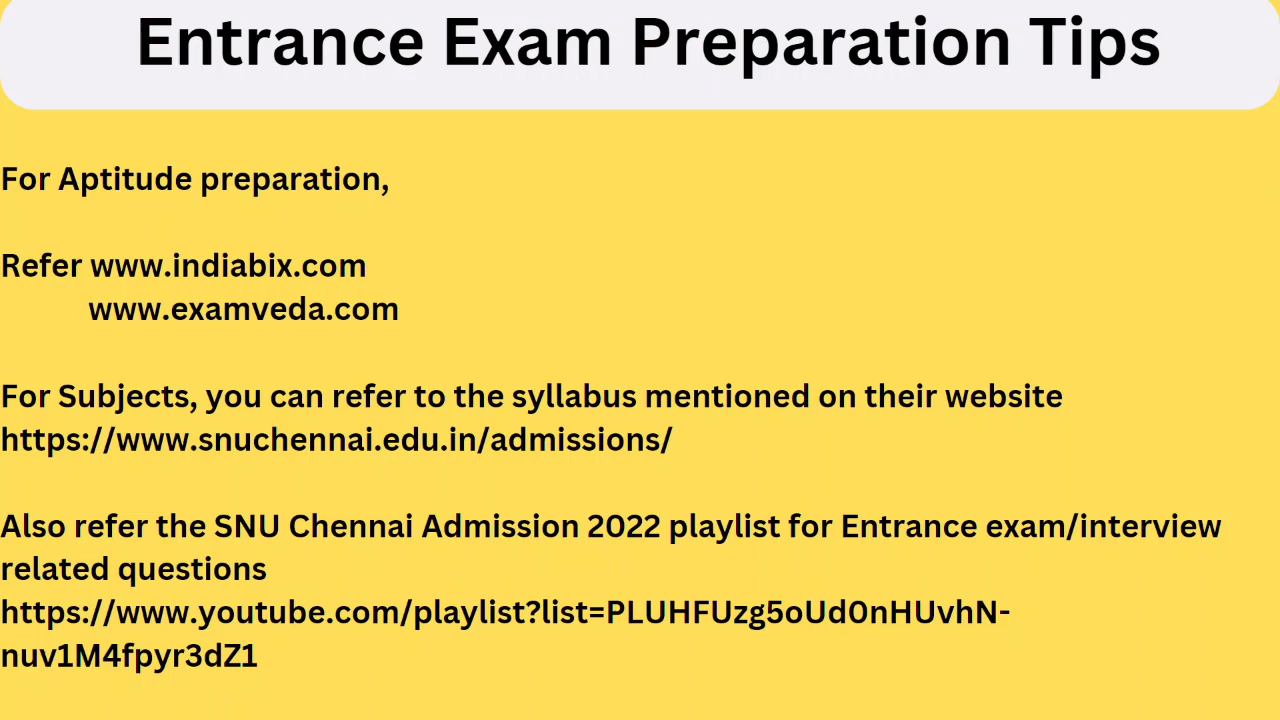 Entrance Exam Preparation Tips
For Aptitude preparation,
Refer www.indiabix.com
www.examveda.com
For Subjects, you can refer to the syllabus mentioned on their website
https://www.snuchennai.edu.in/admissions/
Also refer the SNU Chennai Admission 2022 playlist for Entrance exam/interview
related questions
https://www.youtube.com/playlist?list=PLUHFUzg5oUd0nHUvhN-
nuv1M4fpyr3dZ1